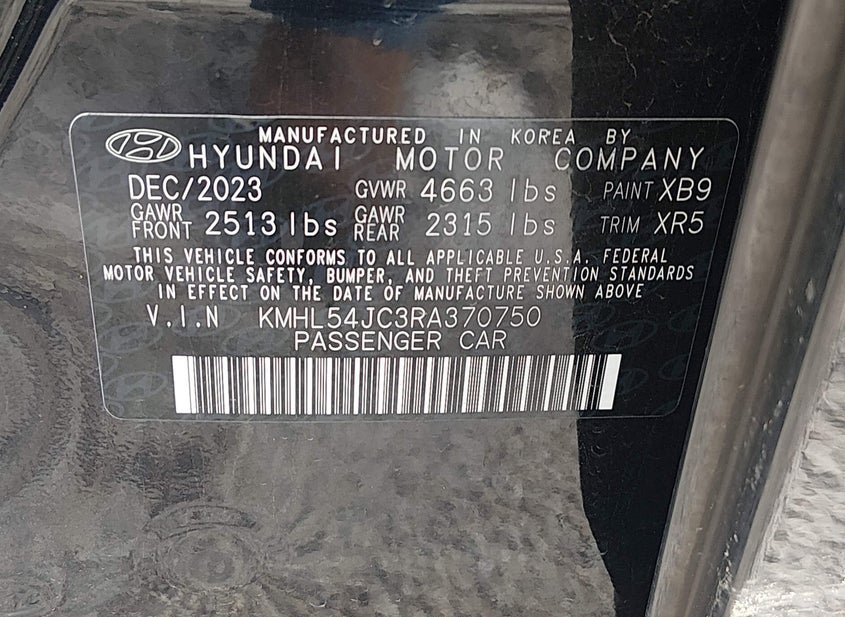 MANUFACTURED IN KOREA BY
HYUNDAI MOTOR COMPANY
DEC/2023 GVWR 4663 lbs PAINT XB9
GAWR FRONT 2513 lbs GAWR REAR 2315 lbs TRIM XR5
THIS VEHICLE CONFORMS TO ALL APPLICABLE U.S.A. FEDERAL
MOTOR VEHICLE SAFETY, BUMPER, AND THEFT PREVENTION STANDARDS
IN EFFECT ON THE DATE OF MANUFACTURE SHOWN ABOVE
V.I.N KMHL54JC3RA370750
PASSENGER CAR